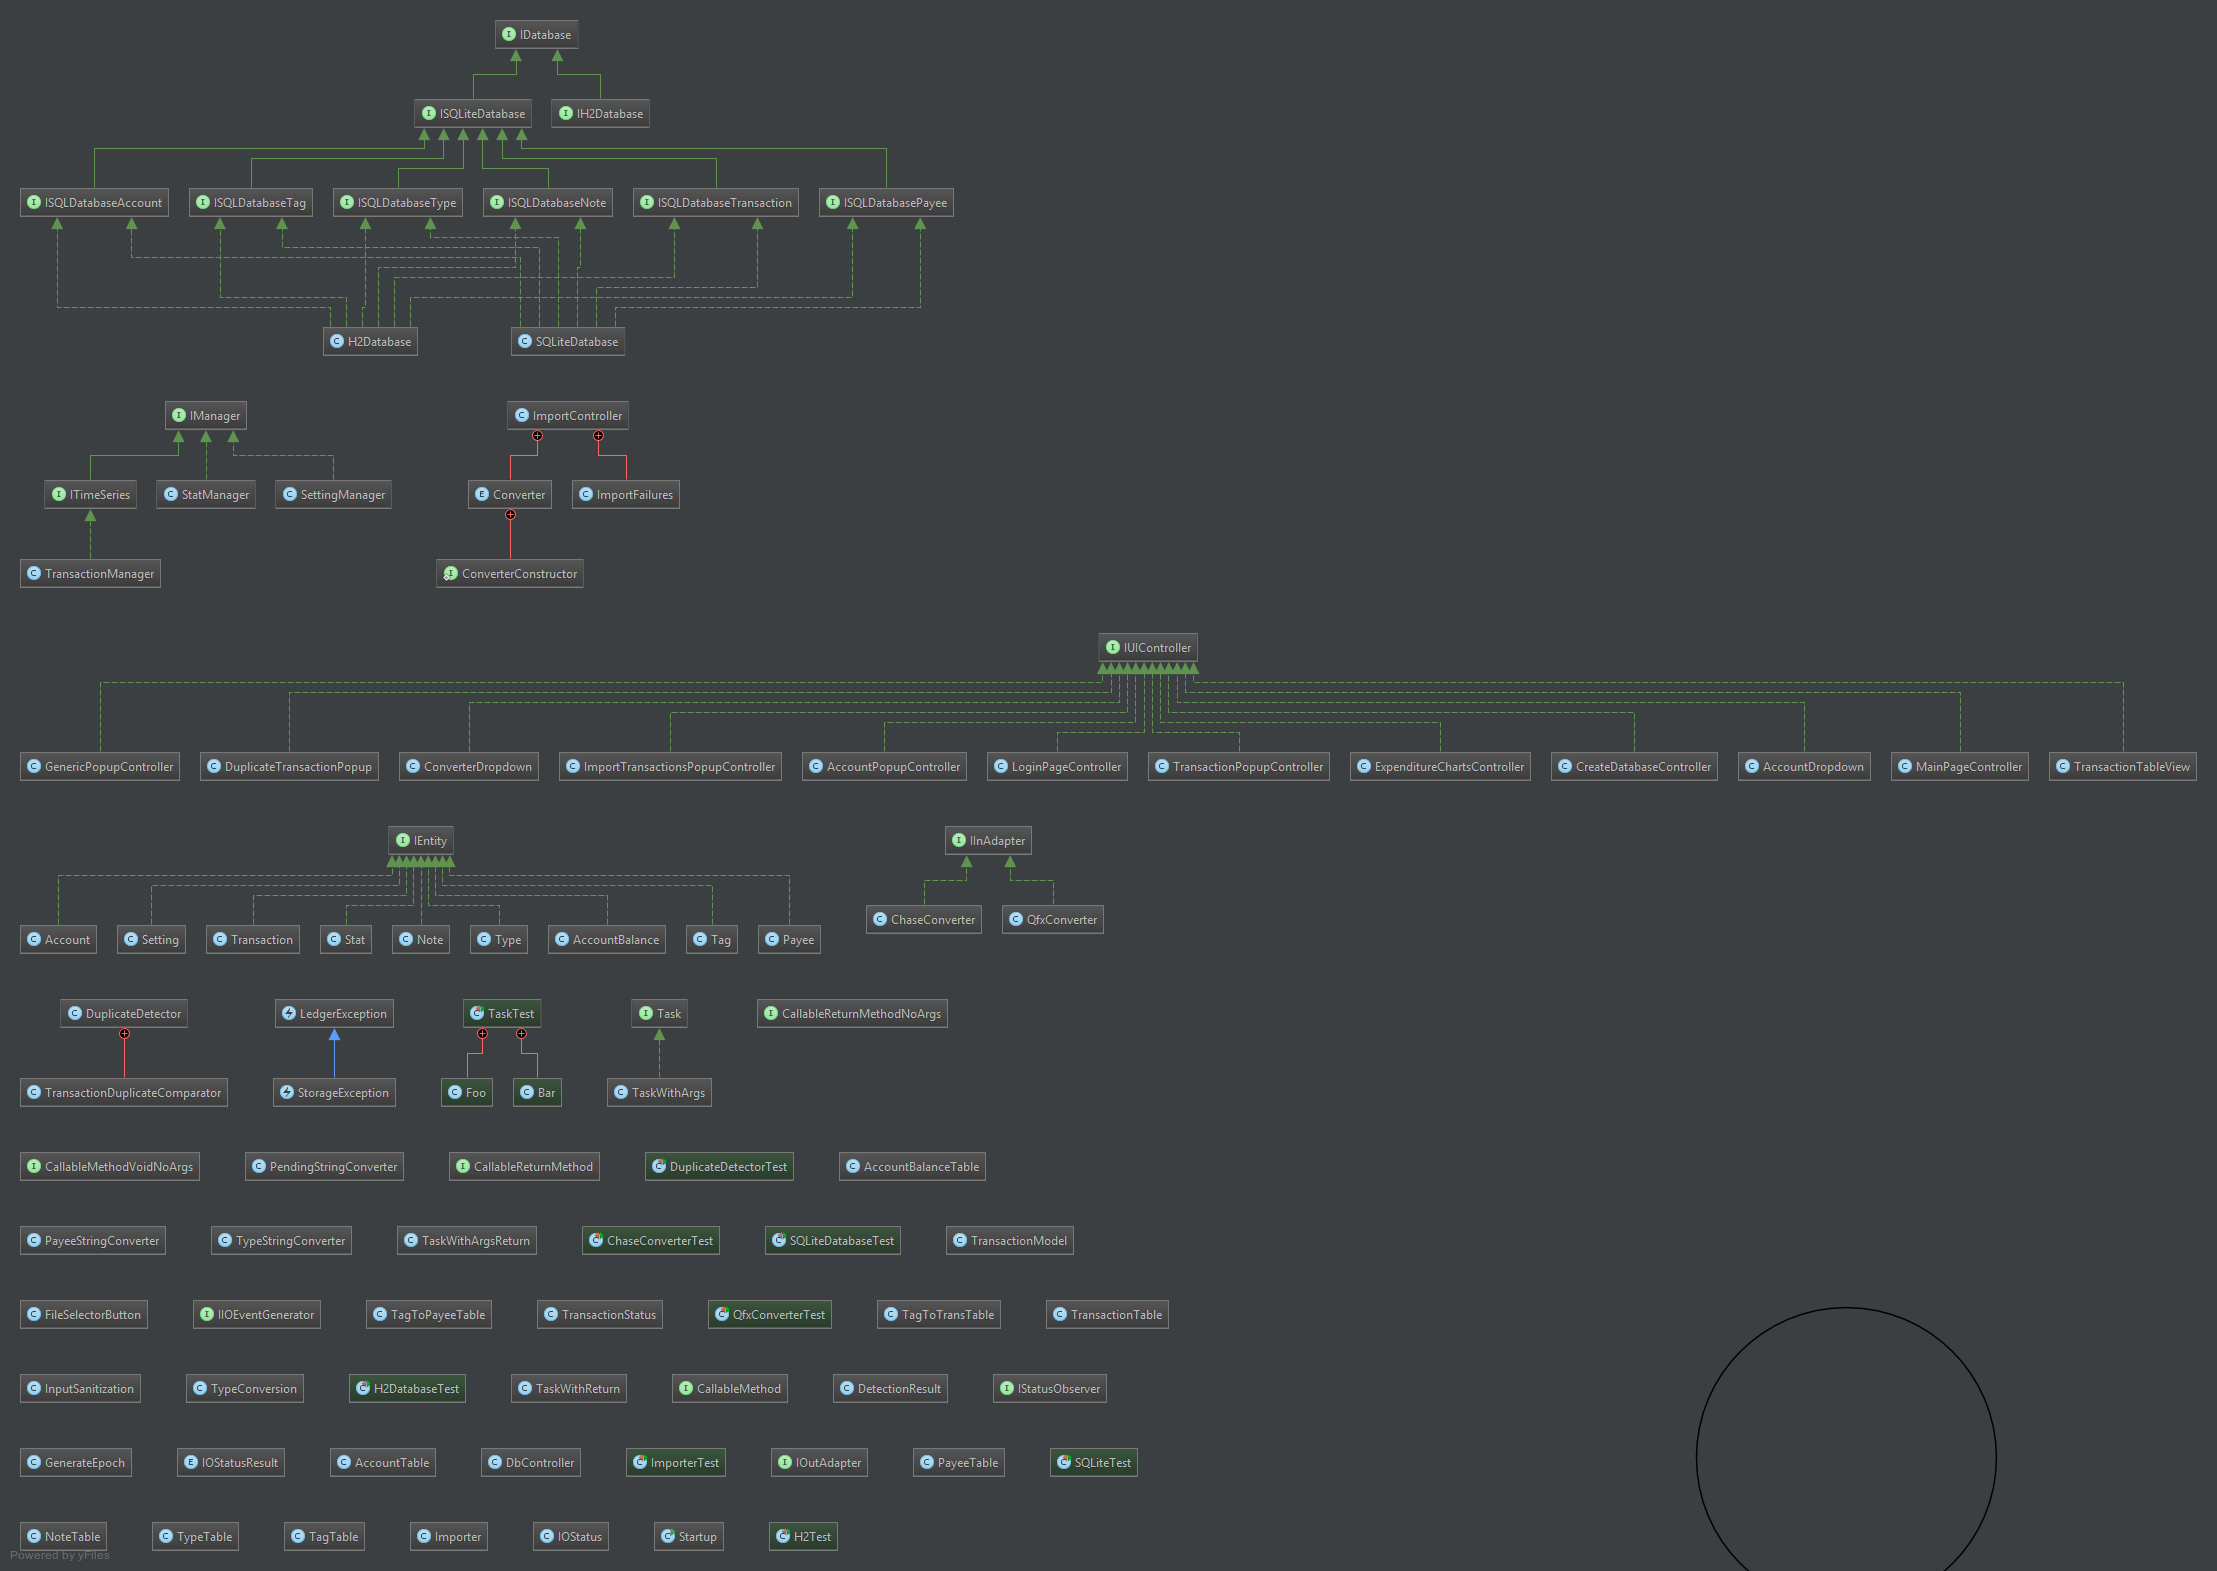 IDatabase
ISQLiteDatabase
IH2Database
ISQLDatabaseAccount
ISQLDatabaseTag
ISQLDatabaseType
ISQLDatabaseNote
ISQLDatabaseTransaction
ISQLDatabasePayee
H2Database
SQLiteDatabase
IManager
ImportController
ITimeSeries
StatManager
SettingManager
Converter
ImportFailures
TransactionManager
ConverterConstructor
IUIController
GenericPopupController
DuplicateTransactionPopup
ConverterDropdown
ImportTransactionsPopupController
AccountPopupController
LoginPageController
TransactionPopupController
ExpenditureChartsController
CreateDatabaseController
AccountDropdown
MainPageController
TransactionTableView
IEntity
IInAdapter
ChaseConverter
QfxConverter
Account
Setting
Transaction
Stat
Note
Type
AccountBalance
Tag
Payee
DuplicateDetector
LedgerException
TaskTest
Task
CallableReturnMethodNoArgs
TransactionDuplicateComparator
StorageException
Foo
Bar
TaskWithArgs
CallableMethodVoidNoArgs
PendingStringConverter
CallableReturnMethod
DuplicateDetectorTest
AccountBalanceTable
PayeeStringConverter
TypeStringConverter
TaskWithArgsReturn
ChaseConverterTest
SQLiteDatabaseTest
TransactionModel
FileSelectorButton
IIOEventGenerator
TagToPayeeTable
TransactionStatus
QfxConverterTest
TagToTransTable
TransactionTable
InputSanitization
TypeConversion
H2DatabaseTest
TaskWithReturn
CallableMethod
DetectionResult
IStatusObserver
GenerateEpoch
IOStatusResult
AccountTable
DbController
ImporterTest
IOutAdapter
PayeeTable
SQLiteTest
NoteTable
TypeTable
TagTable
Importer
IOStatus
Startup
H2Test
Powered by yFiles